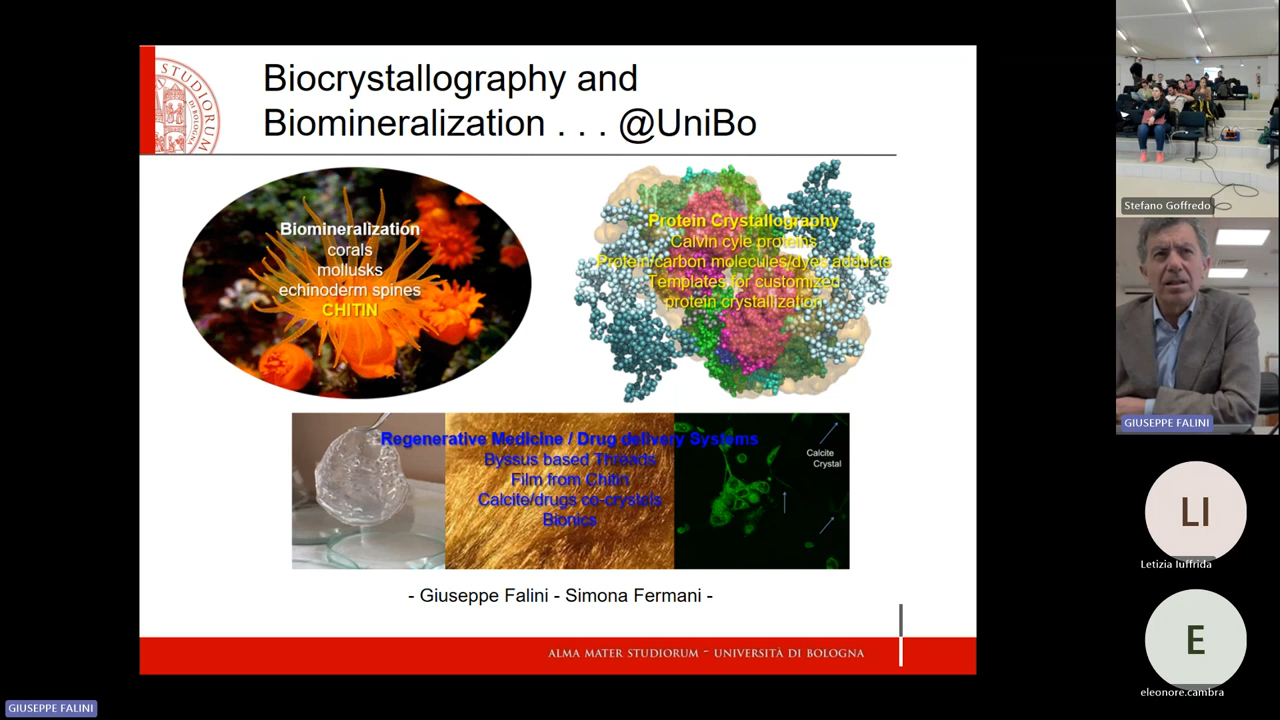 Biocrystallography and
Biomineralization . . . @UniBo
STUDIORUM
Biomineralization
corals
mollusks
echinoderm spines
CHITIN
Protein Crystallography
Calvin cyle proteins
Protein/carbon molecules/dyes adducts
Templates for customized
protein crystallization
Regenerative Medicine / Drug delivery Systems
Byssus based Threads
Film from Chitin
Calcite/drugs co-crystels
Bionics
Calcite
Crystal
- Giuseppe Falini - Simona Fermani -
ALMA MATER STUDIORUM ~ UNIVERSITÀ DI BOLOGNA
GIUSEPPE FALINI
Stefano Goffredo
GIUSEPPE FALINI
LI
Letizia Iuffrida
E
eleonore.cambra